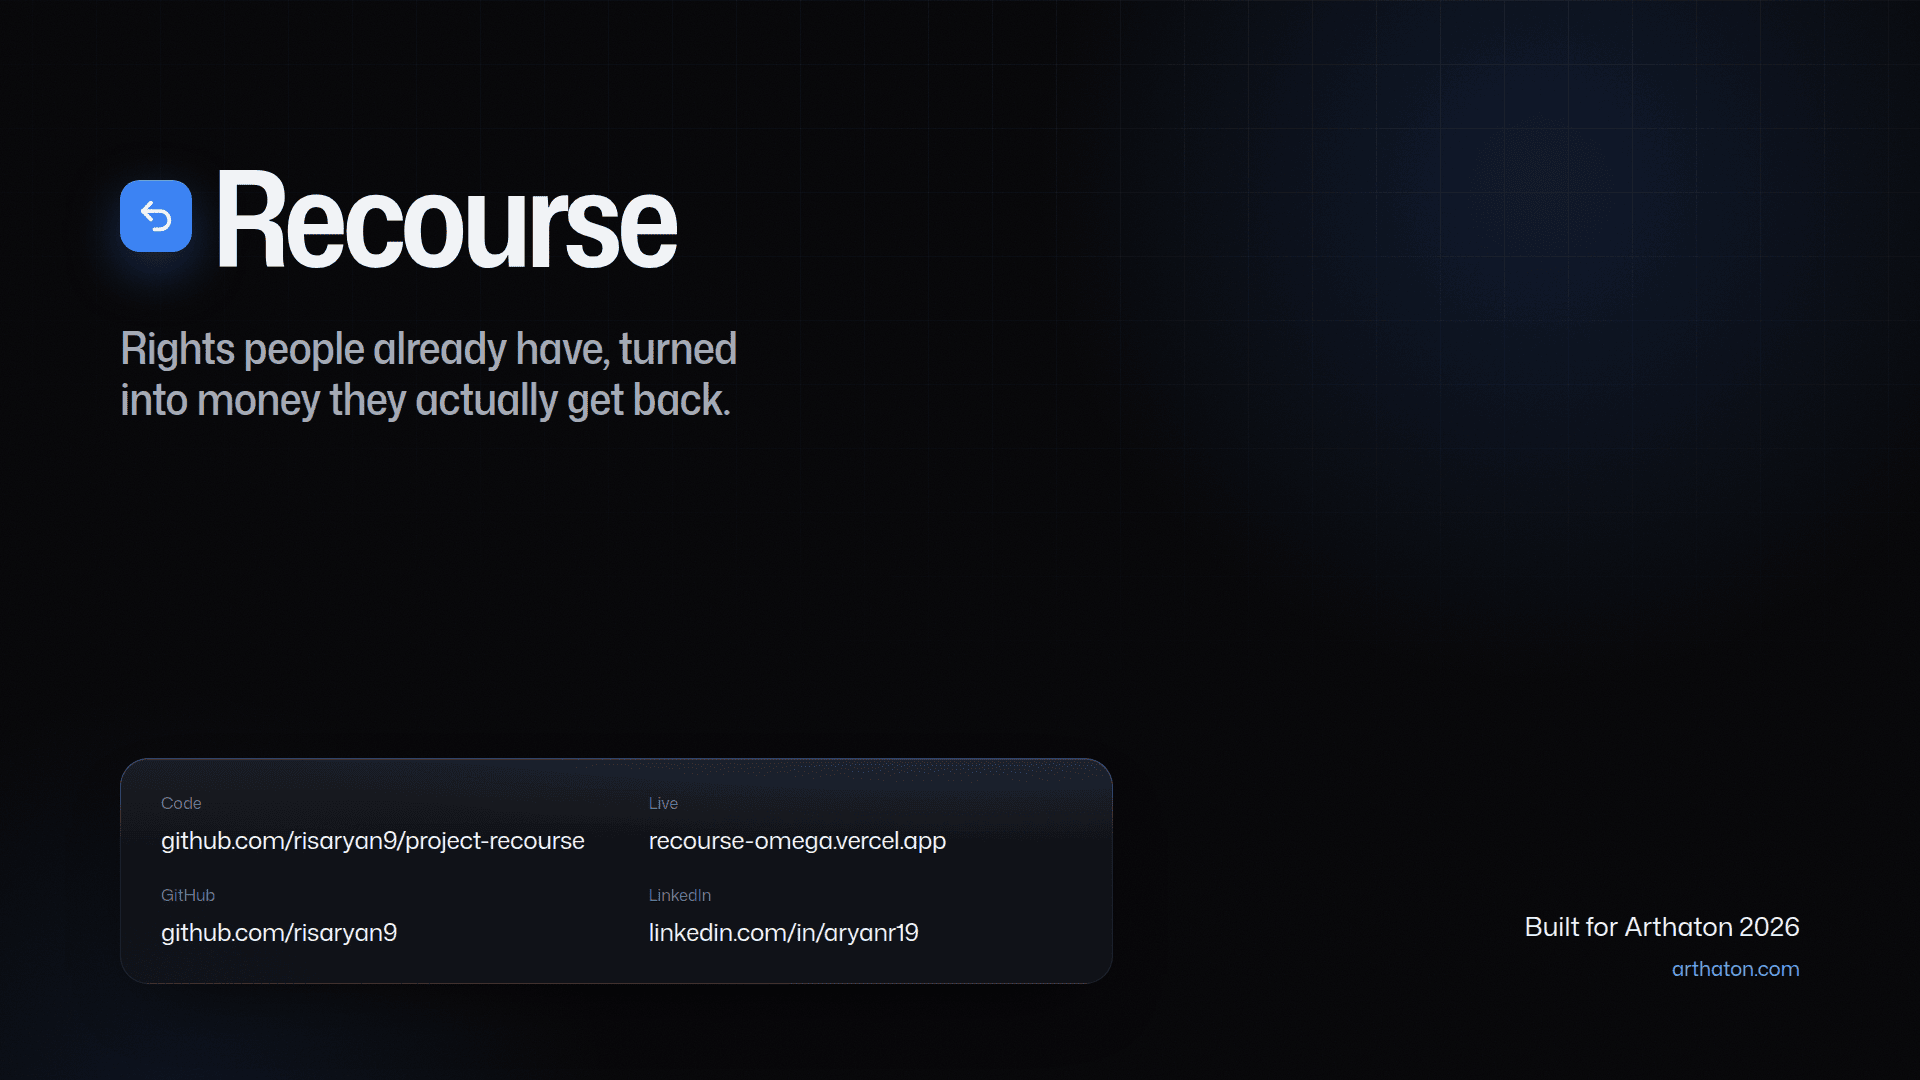 Recourse
Rights people already have, turned
into money they actually get back.
Code
github.com/risaryan9/project-recourse
Live
recourse-omega.vercel.app
GitHub
github.com/risaryan9
LinkedIn
linkedin.com/in/aryanr19
Built for Arthaton 2026
arthaton.com